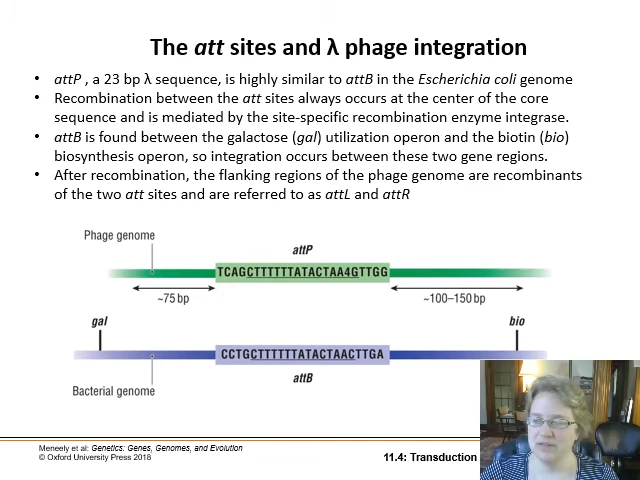 The att sites and λ phage integration
• attP , a 23 bp λ sequence, is highly similar to attB in the Escherichia coli genome
• Recombination between the att sites always occurs at the center of the core
sequence and is mediated by the site-specific recombination enzyme integrase.
• attB is found between the galactose (gal) utilization operon and the biotin (bio)
biosynthesis operon, so integration occurs between these two gene regions.
• After recombination, the flanking regions of the phage genome are recombinants
of the two att sites and are referred to as attL and attR
Phage genome
attP
TCAGCTTTTTTATACTAA4GTTGG
~75 bp
~100–150 bp
gal
bio
CCTGCTTTTTTATACTAACTTGA
attB
Bacterial genome
Meneely et al: Genetics: Genes, Genomes, and Evolution
© Oxford University Press 2018
11.4: Transduction